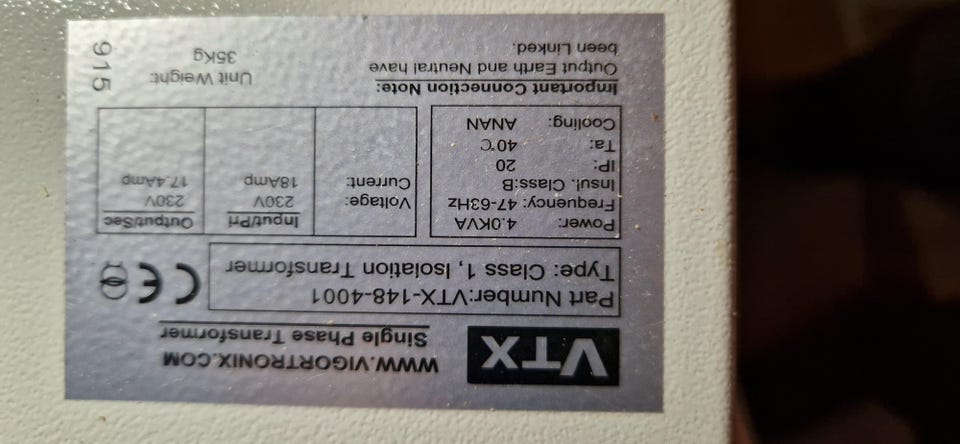 VTX
WWW.VIGORTRONIX.COM
Single Phase Transformer
Part Number:VTX-148-4001
Type: Class 1, Isolation Transformer
CE
Power: 4.0KVA
Frequency: 47-63Hz
Insul. Class:B
IP: 20
Ta: 40°C
Cooling: ANAN
Input/Pri Output/Sec
Voltage: 230V 230V
Current: 18Amp 17.4Amp
Important Connection Note:
Output Earth and Neutral have
been Linked.
Unit Weight:
35Kg
915